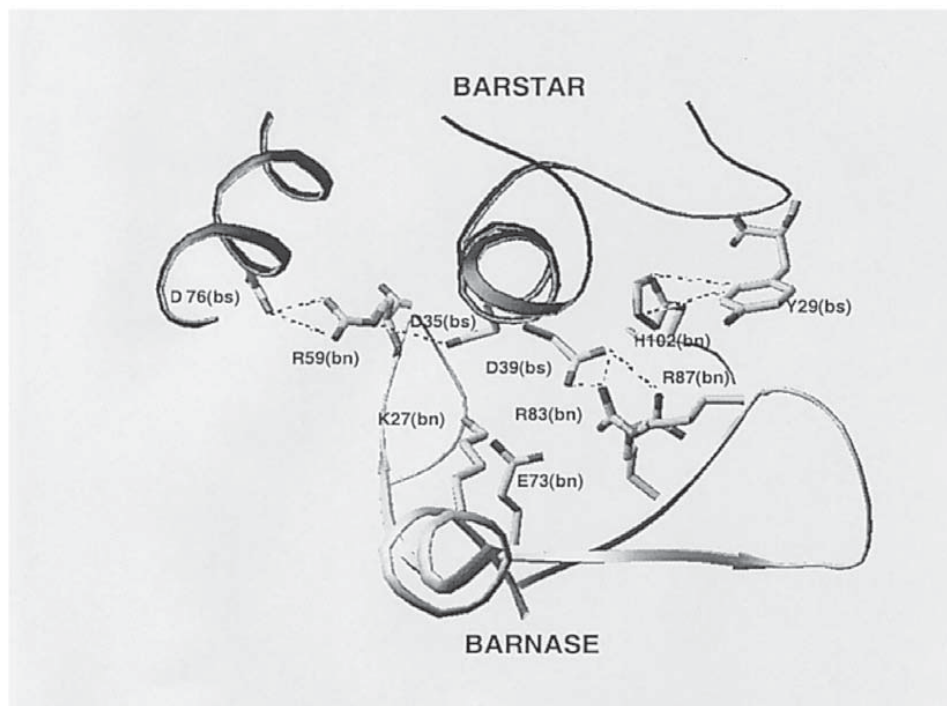 BARSTAR
D76(bs)
Y29(bs)
D35(bs)
H102(bn)
R59(bn)
D39(bs)
R87(bn)
K27(bn)
R83(bn)
E73(bn)
BARNASE